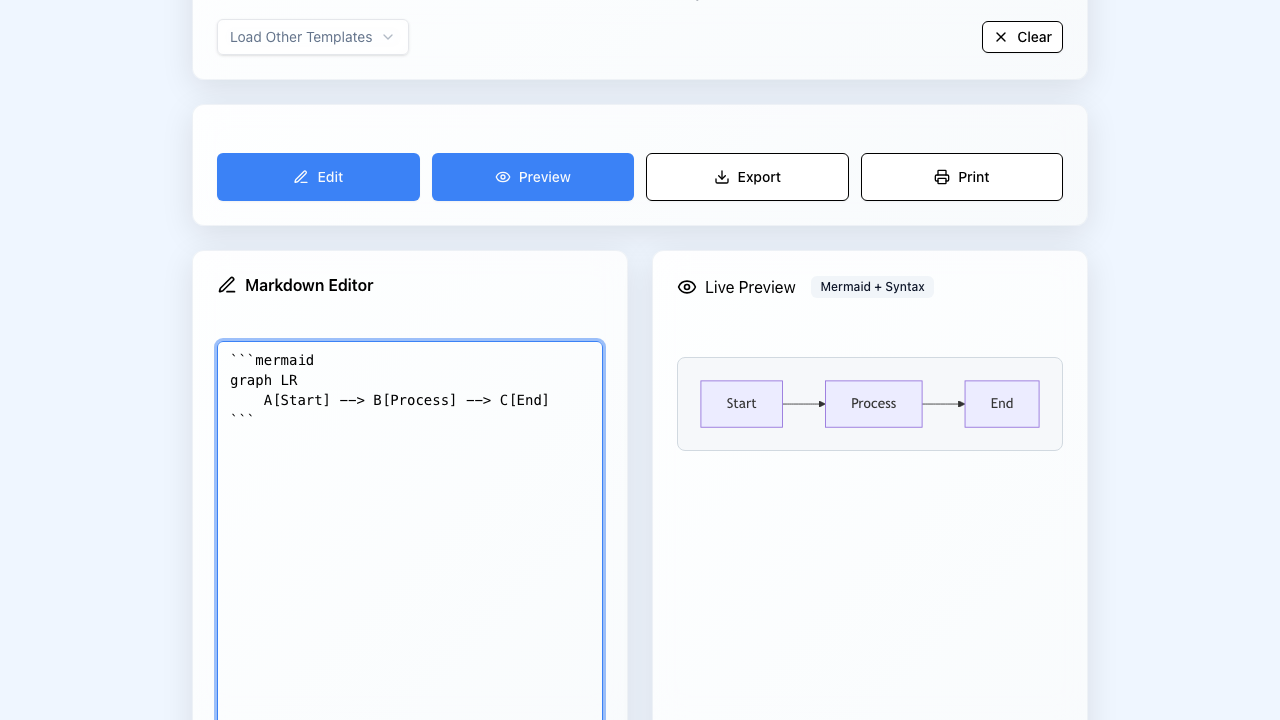 Load Other Templates
Clear
Edit
Preview
Export
Print
Markdown Editor
```mermaid
graph LR
    A[Start] --> B[Process] --> C[End]
```
Live Preview
Mermaid + Syntax
Start
Process
End